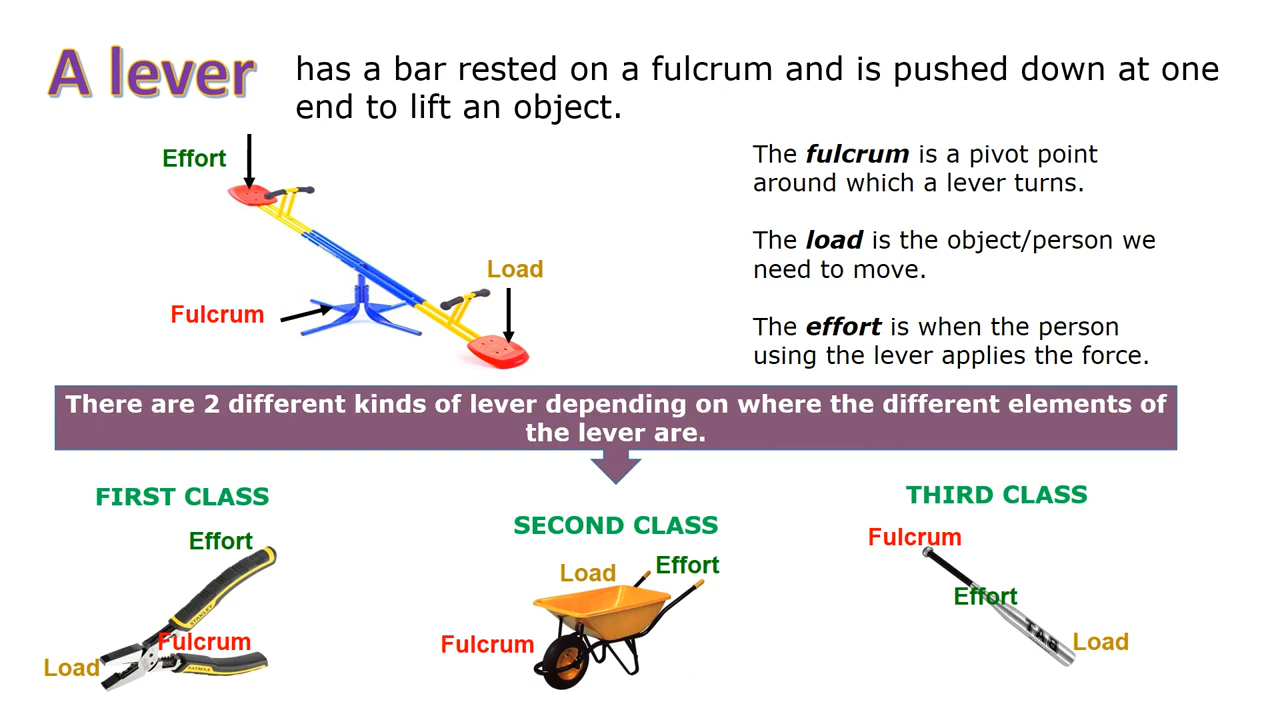 A lever
has a bar rested on a fulcrum and is pushed down at one
end to lift an object.
Effort
Load
Fulcrum
The fulcrum is a pivot point
around which a lever turns.
The load is the object/person we
need to move.
The effort is when the person
using the lever applies the force.
There are 2 different kinds of lever depending on where the different elements of
the lever are.
FIRST CLASS
Effort
STANLEY
Fulcrum
FATMAX
Load
SECOND CLASS
Load
Effort
Fulcrum
THIRD CLASS
Fulcrum
Effort
TAG
Load